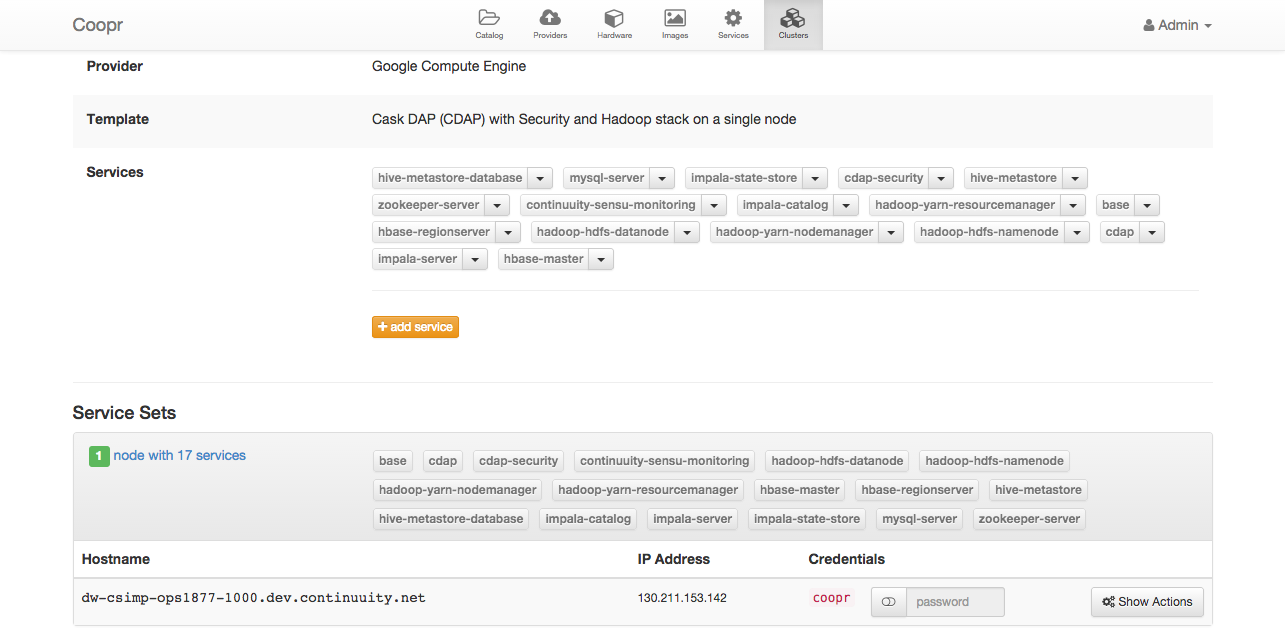 Coopr
Catalog
Providers
Hardware
Images
Services
Clusters
Admin
Provider
Google Compute Engine
Template
Cask DAP (CDAP) with Security and Hadoop stack on a single node
Services
hive-metastore-database mysql-server impala-state-store cdap-security hive-metastore
zookeeper-server continuuity-sensu-monitoring impala-catalog hadoop-yarn-resourcemanager base
hbase-regionserver hadoop-hdfs-datanode hadoop-yarn-nodemanager hadoop-hdfs-namenode cdap
impala-server hbase-master
+ add service
Service Sets
1 node with 17 services
base cdap cdap-security continuuity-sensu-monitoring hadoop-hdfs-datanode hadoop-hdfs-namenode
hadoop-yarn-nodemanager hadoop-yarn-resourcemanager hbase-master hbase-regionserver hive-metastore
hive-metastore-database impala-catalog impala-server impala-state-store mysql-server zookeeper-server
Hostname IP Address Credentials
dw-csimp-ops1877-1000.dev.continuuity.net 130.211.153.142 coopr password Show Actions